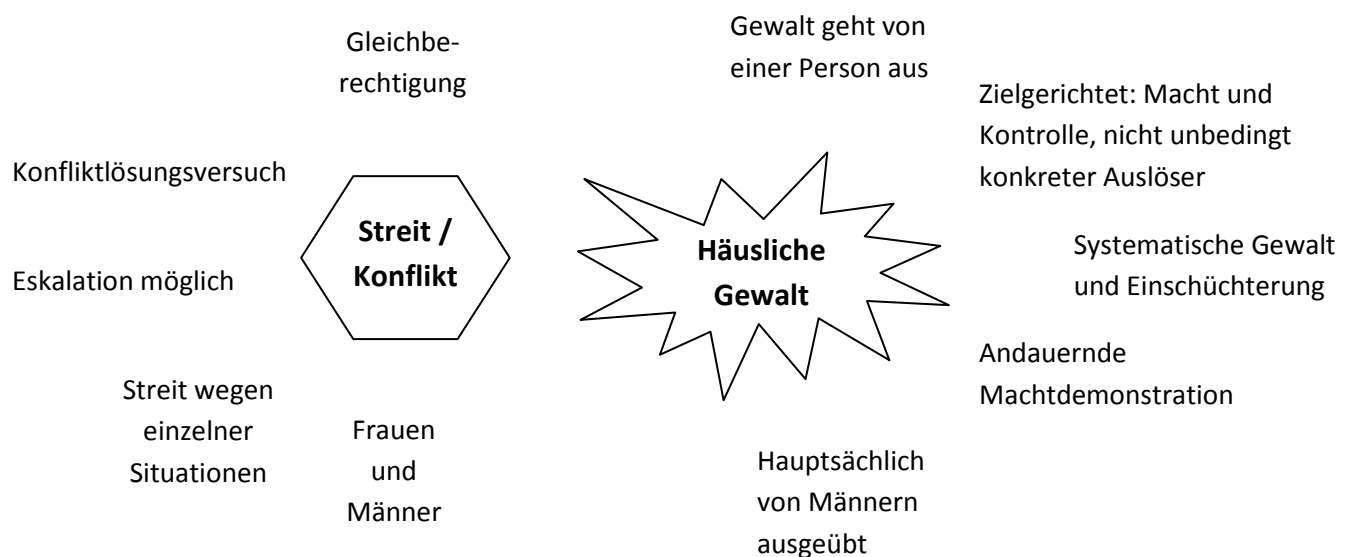 Gleichbe-
rechtigung
Konfliktlösungsversuch
Streit /
Konflikt
Eskalation möglich
Streit wegen
einzelner
Situationen
Frauen
und
Männer
Gewalt geht von
einer Person aus
Zielgerichtet: Macht und
Kontrolle, nicht unbedingt
konkreter Auslöser
Häusliche
Gewalt
Systematische Gewalt
und Einschüchterung
Andauernde
Machtdemonstration
Hauptsächlich
von Männern
ausgeübt